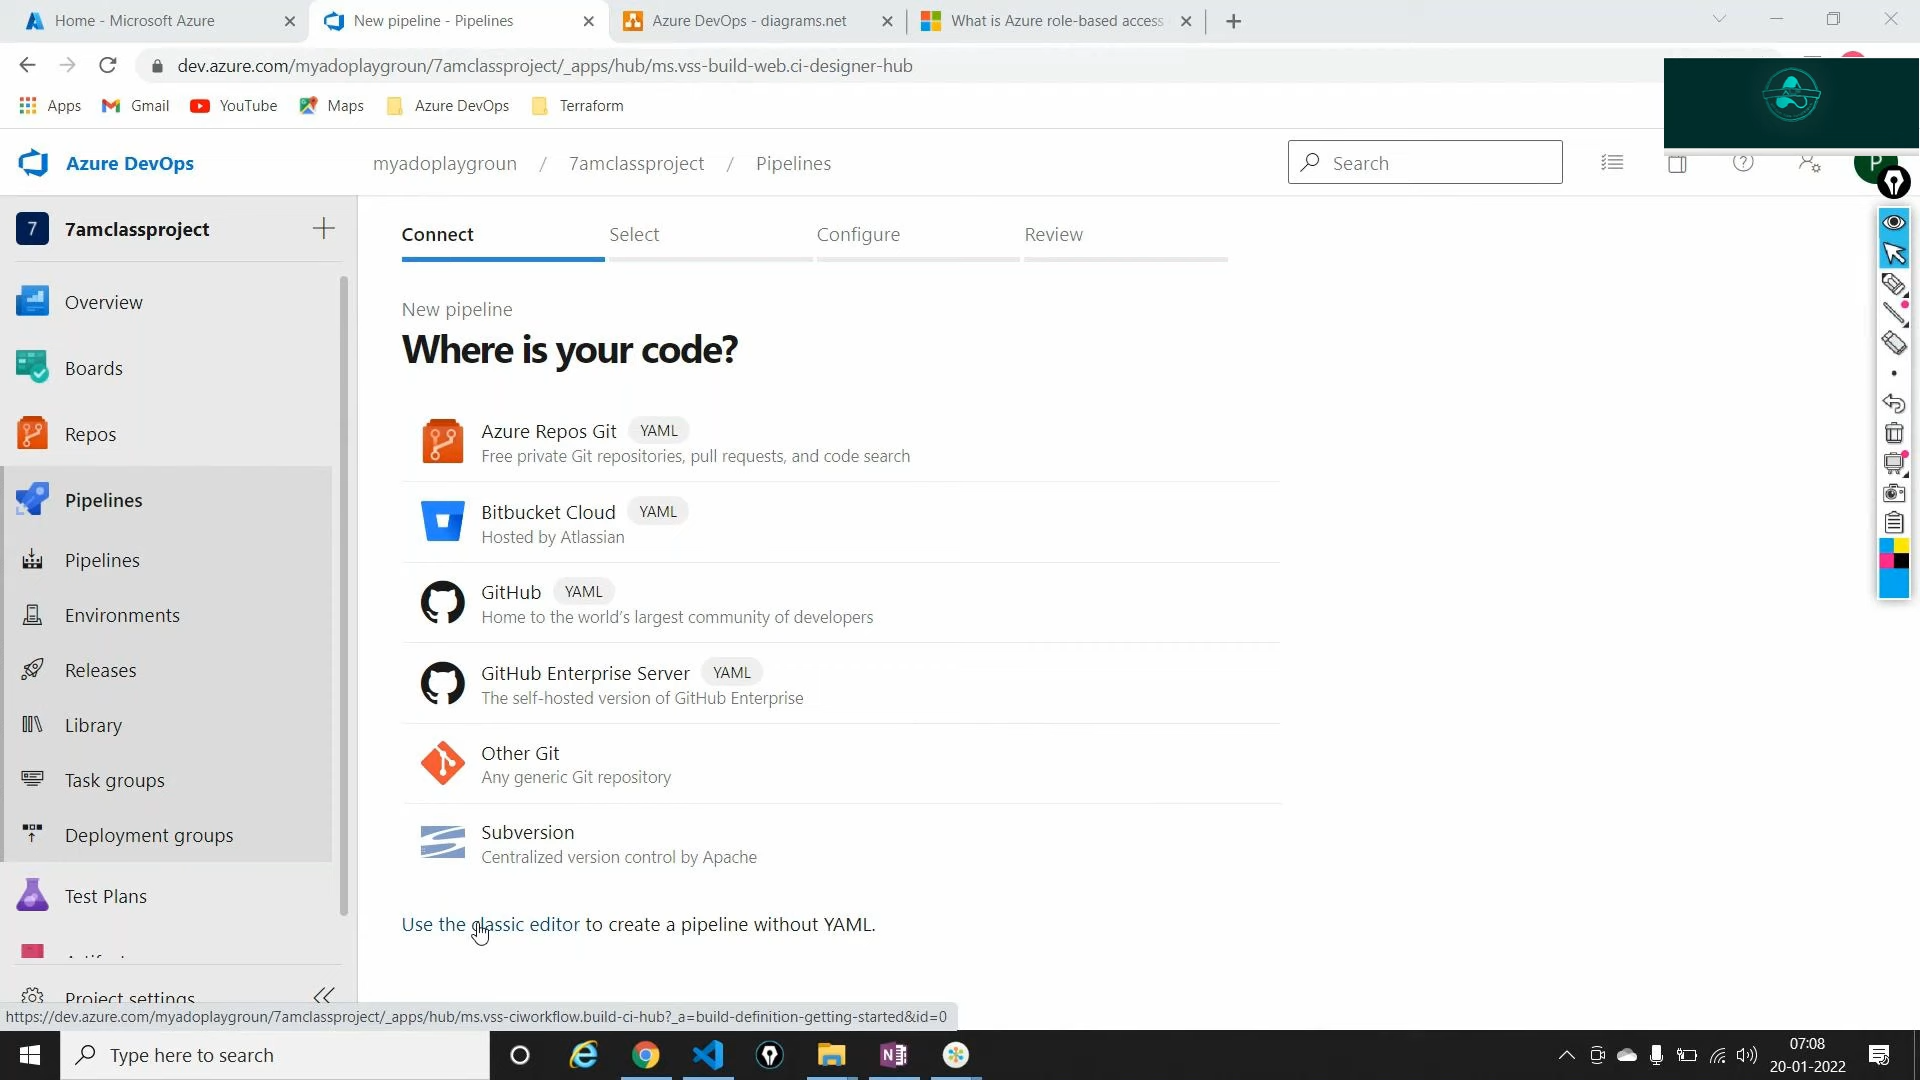 Home - Microsoft Azure
New pipeline - Pipelines
Azure DevOps - diagrams.net
What is Azure role-based access
dev.azure.com/myadoplaygroun/7amclassproject/_apps/hub/ms.vss-build-web.ci-designer-hub
Apps
Gmail
YouTube
Maps
Azure DevOps
Terraform
Azure DevOps
myadoplaygroun / 7amclassproject / Pipelines
Search
P
7 7amclassproject
Connect
Select
Configure
Review
Overview
Boards
Repos
Pipelines
Pipelines
Environments
Releases
Library
Task groups
Deployment groups
Test Plans
Project settings
New pipeline
Where is your code?
Azure Repos Git YAML
Free private Git repositories, pull requests, and code search
Bitbucket Cloud YAML
Hosted by Atlassian
GitHub YAML
Home to the world's largest community of developers
GitHub Enterprise Server YAML
The self-hosted version of GitHub Enterprise
Other Git
Any generic Git repository
Subversion
Centralized version control by Apache
Use the classic editor to create a pipeline without YAML.
https://dev.azure.com/myadoplaygroun/7amclassproject/_apps/hub/ms.vss-ciworkflow.build-ci-hub?_a=build-definition-getting-started&id=0
Type here to search
07:08
20-01-2022